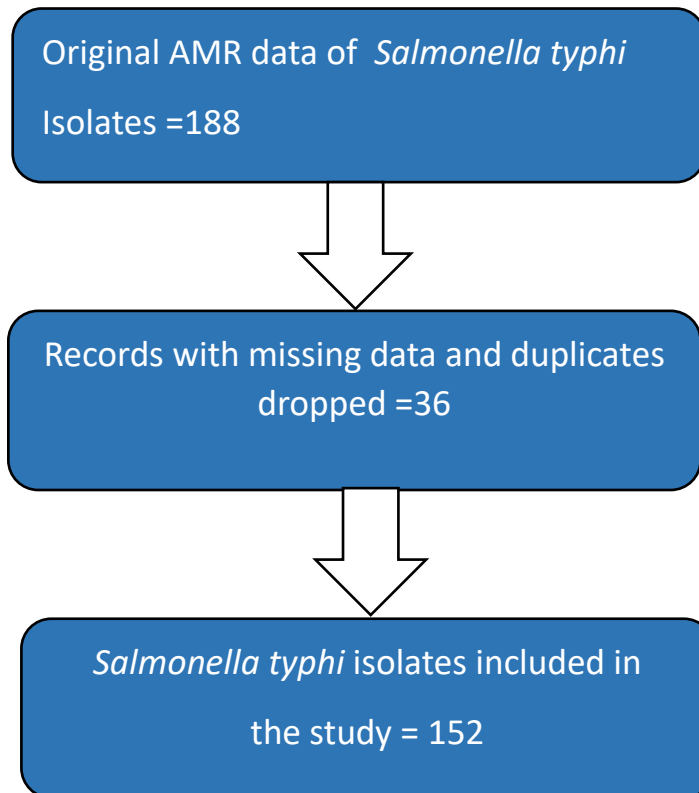 Original AMR data of Salmonella typhi
Isolates =188
Records with missing data and duplicates
dropped =36
Salmonella typhi isolates included in
the study = 152